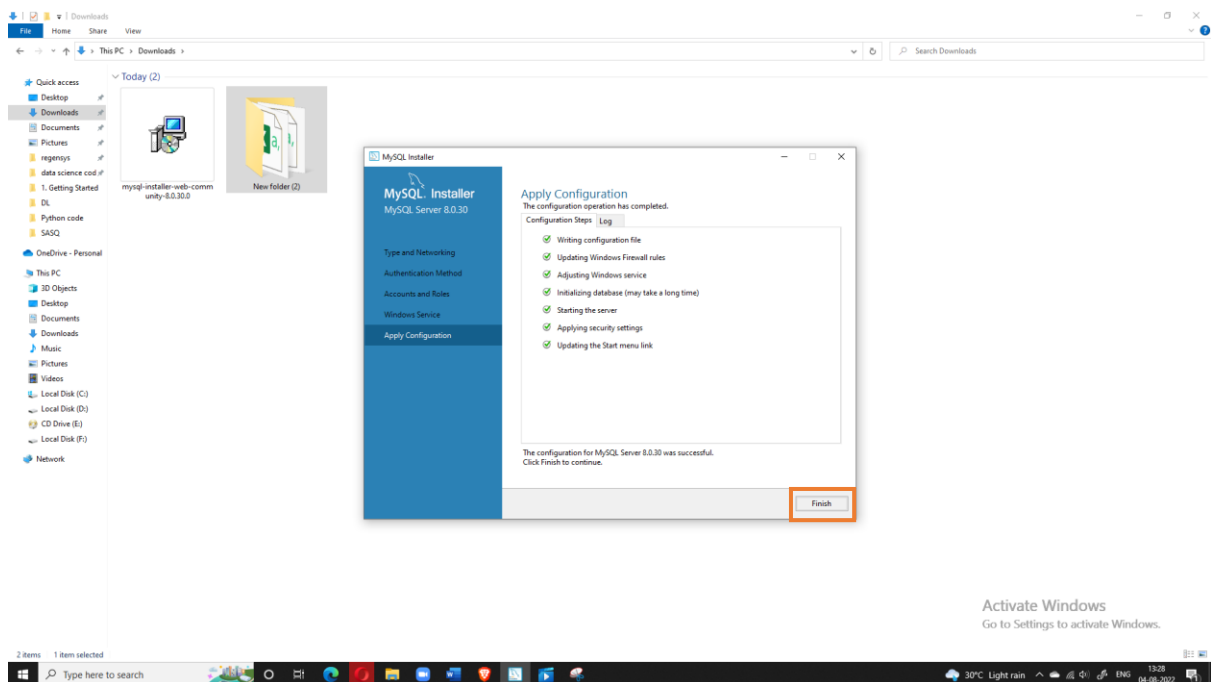 Downloads
File Home Share View
This PC > Downloads >
Search Downloads
Quick access
Desktop
Downloads
Documents
Pictures
regensys
data science cod
1. Getting Started
DL
Python code
SASQ
OneDrive - Personal
This PC
3D Objects
Desktop
Documents
Downloads
Music
Pictures
Videos
Local Disk (C:)
Local Disk (D:)
CD Drive (E:)
Local Disk (F:)
Network
Today (2)
mysql-installer-web-comm
unity-8.0.30.0
New folder (2)
a,
MySQL Installer
MySQL. Installer
MySQL Server 8.0.30
Type and Networking
Authentication Method
Accounts and Roles
Windows Service
Apply Configuration
Apply Configuration
The configuration operation has completed.
Configuration Steps Log
Writing configuration file
Updating Windows Firewall rules
Adjusting Windows service
Initializing database (may take a long time)
Starting the server
Applying security settings
Updating the Start menu link
The configuration for MySQL Server 8.0.30 was successful.
Click Finish to continue.
Finish
Activate Windows
Go to Settings to activate Windows.
2 items 1 item selected
Type here to search
30°C Light rain
ENG
13:28
04-08-2022